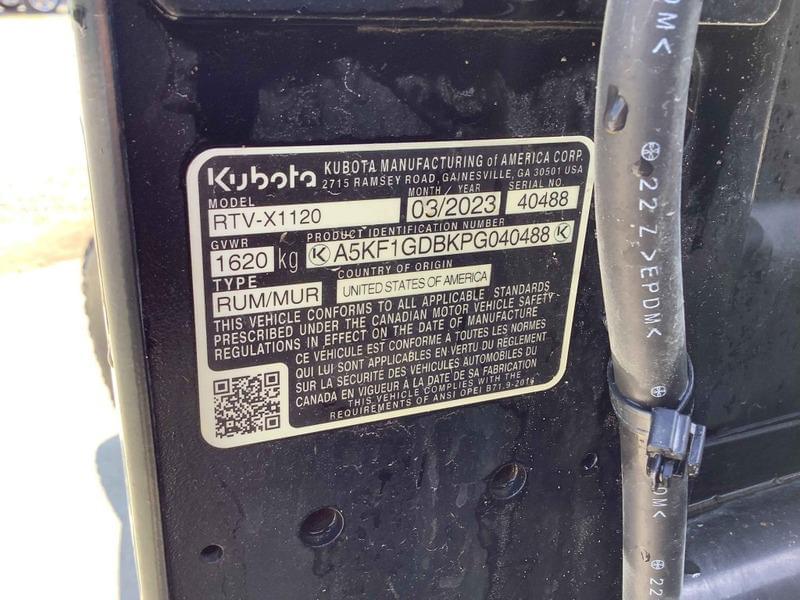 Kubota KUBOTA MANUFACTURING of AMERICA CORP.
2715 RAMSEY ROAD, GAINESVILLE, GA 30501 USA
MODEL MONTH / YEAR SERIAL NO.
RTV-X1120 03/2023 40488
GVWR PRODUCT IDENTIFICATION NUMBER
1620 kg K A5KF1GDBKPG040488 K
TYPE COUNTRY OF ORIGIN
RUM/MUR UNITED STATES OF AMERICA
THIS VEHICLE CONFORMS TO ALL APPLICABLE STANDARDS
PRESCRIBED UNDER THE CANADIAN MOTOR VEHICLE SAFETY
REGULATIONS IN EFFECT ON THE DATE OF MANUFACTURE
CE VÉHICULE EST CONFORME À TOUTES LES NORMES
QUI LUI SONT APPLICABLES EN VERTU DU RÈGLEMENT
SUR LA SÉCURITÉ DES VÉHICULES AUTOMOBILES DU
CANADA EN VIGUEUR À LA DATE DE SA FABRICATION
THIS VEHICLE COMPLIES WITH THE
REQUIREMENTS OF ANSI OPEI B71.9-2016
DM<
22 Z >EPDM<
DM<
22